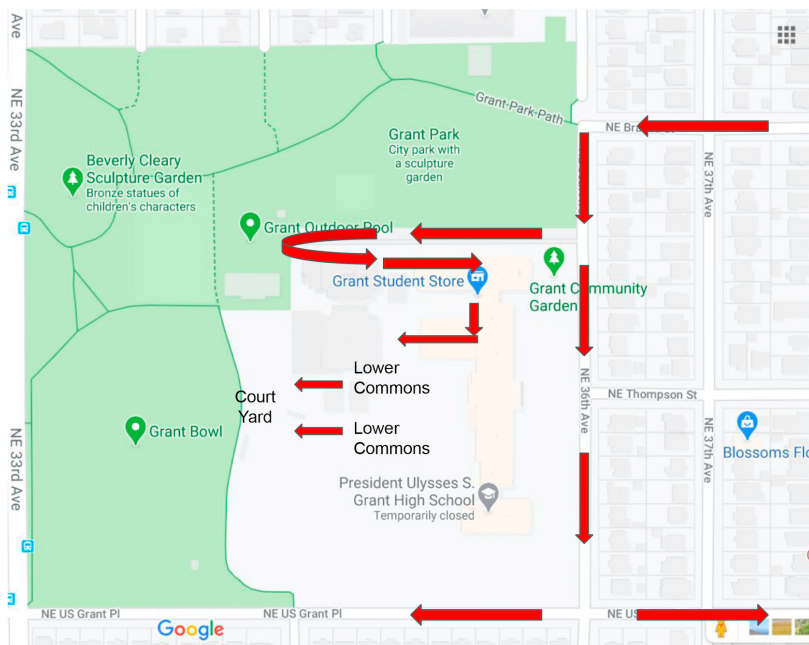 Ave
NE 33rd Ave
Grant-Park-Path
Grant Park
City park with
a sculpture
garden
NE
NE 37th Ave
Beverly Cleary
Sculpture Garden
Bronze statues of
children's characters
Grant Outdoor Pool
Grant Student Store
Grant Community
Garden
Lower
Commons
Court
Yard
NE 36th Ave
NE Thompson St
Lower
Commons
Grant Bowl
NE 33rd Ave
NE 37th Ave
Blossoms Flo
President Ulysses S.
Grant High School
Temporarily closed
NE US Grant Pl
NE US Grant Pl
NE US
Google